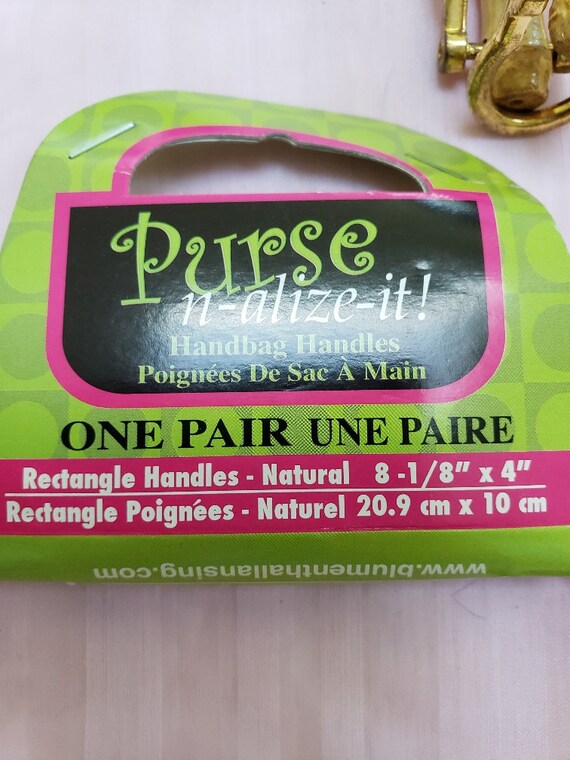 Purse
n-alize-it!
Handbag Handles
Poignées De Sac À Main
ONE PAIR UNE PAIRE
Rectangle Handles - Natural 8 -1/8" x 4"
Rectangle Poignées - Naturel 20.9 cm x 10 cm
www.blumenthallansing.com